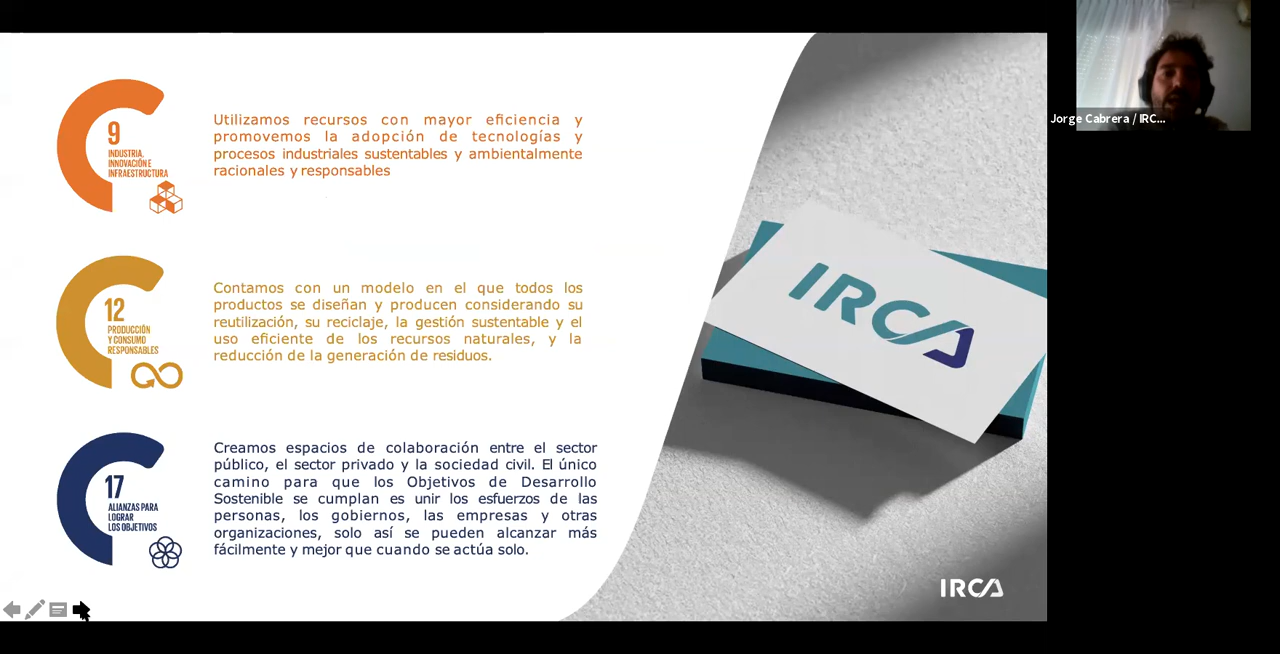 9
INDUSTRIA,
INNOVACIÓN E
INFRAESTRUCTURA
Utilizamos recursos con mayor eficiencia y
promovemos la adopción de tecnologías y
procesos industriales sustentables y ambientalmente
racionales y responsables
12
PRODUCCIÓN
Y CONSUMO
RESPONSABLES
Contamos con un modelo en el que todos los
productos se diseñan y producen considerando su
reutilización, su reciclaje, la gestión sustentable y el
uso eficiente de los recursos naturales, y la
reducción de la generación de residuos.
17
ALIANZAS PARA
LOGRAR
LOS OBJETIVOS
Creamos espacios de colaboración entre el sector
público, el sector privado y la sociedad civil. El único
camino para que los Objetivos de Desarrollo
Sostenible se cumplan es unir los esfuerzos de las
personas, los gobiernos, las empresas y otras
organizaciones, solo así se pueden alcanzar más
fácilmente y mejor que cuando se actúa solo.
IRCA
IRCA
Jorge Cabrera / IRC...